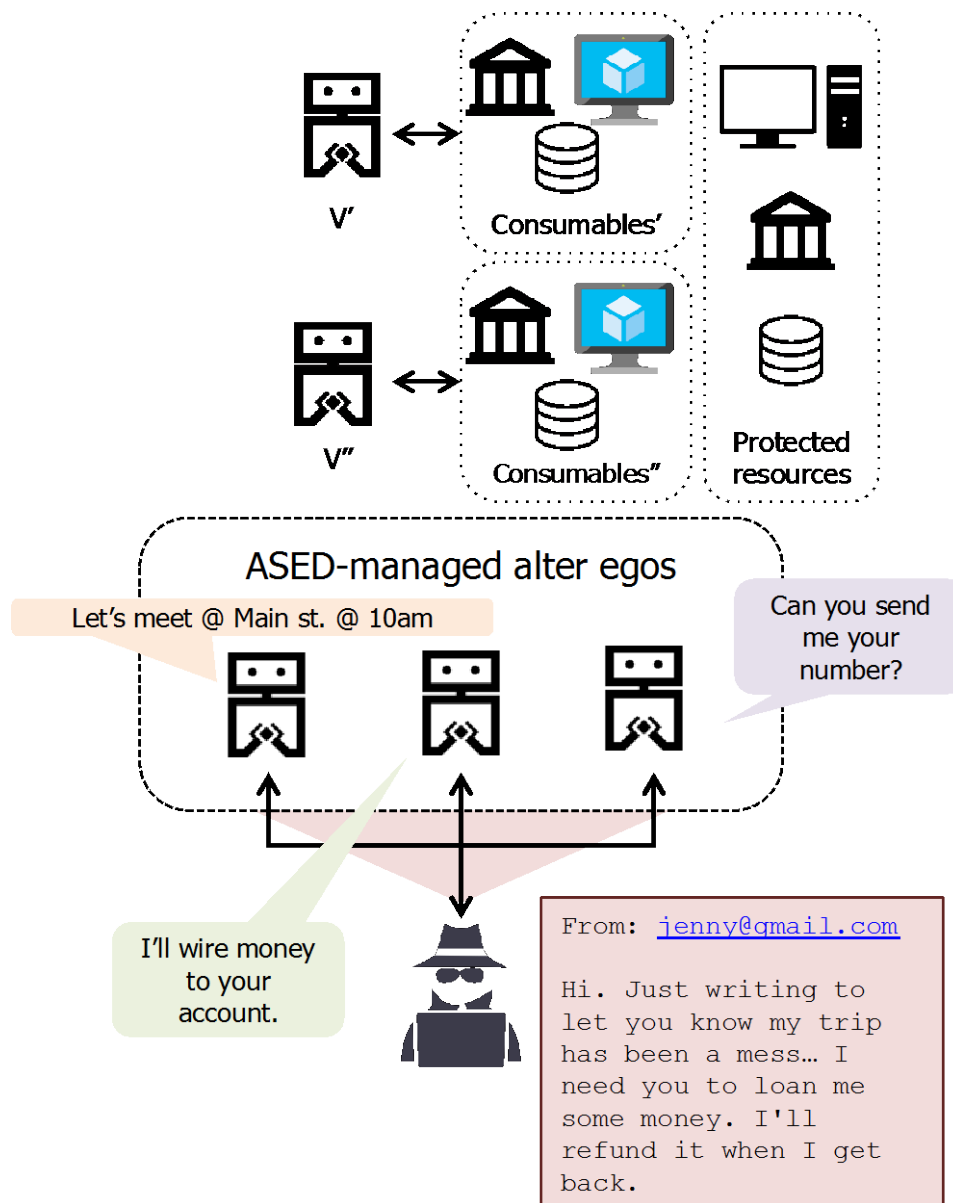 V′
Consumables′
V″
Consumables″
Protected
resources
ASED-managed alter egos
Let's meet @ Main st. @ 10am
Can you send
me your
number?
I'll wire money
to your
account.
From: jenny@gmail.com
Hi. Just writing to
let you know my trip
has been a mess… I
need you to loan me
some money. I'll
refund it when I get
back.